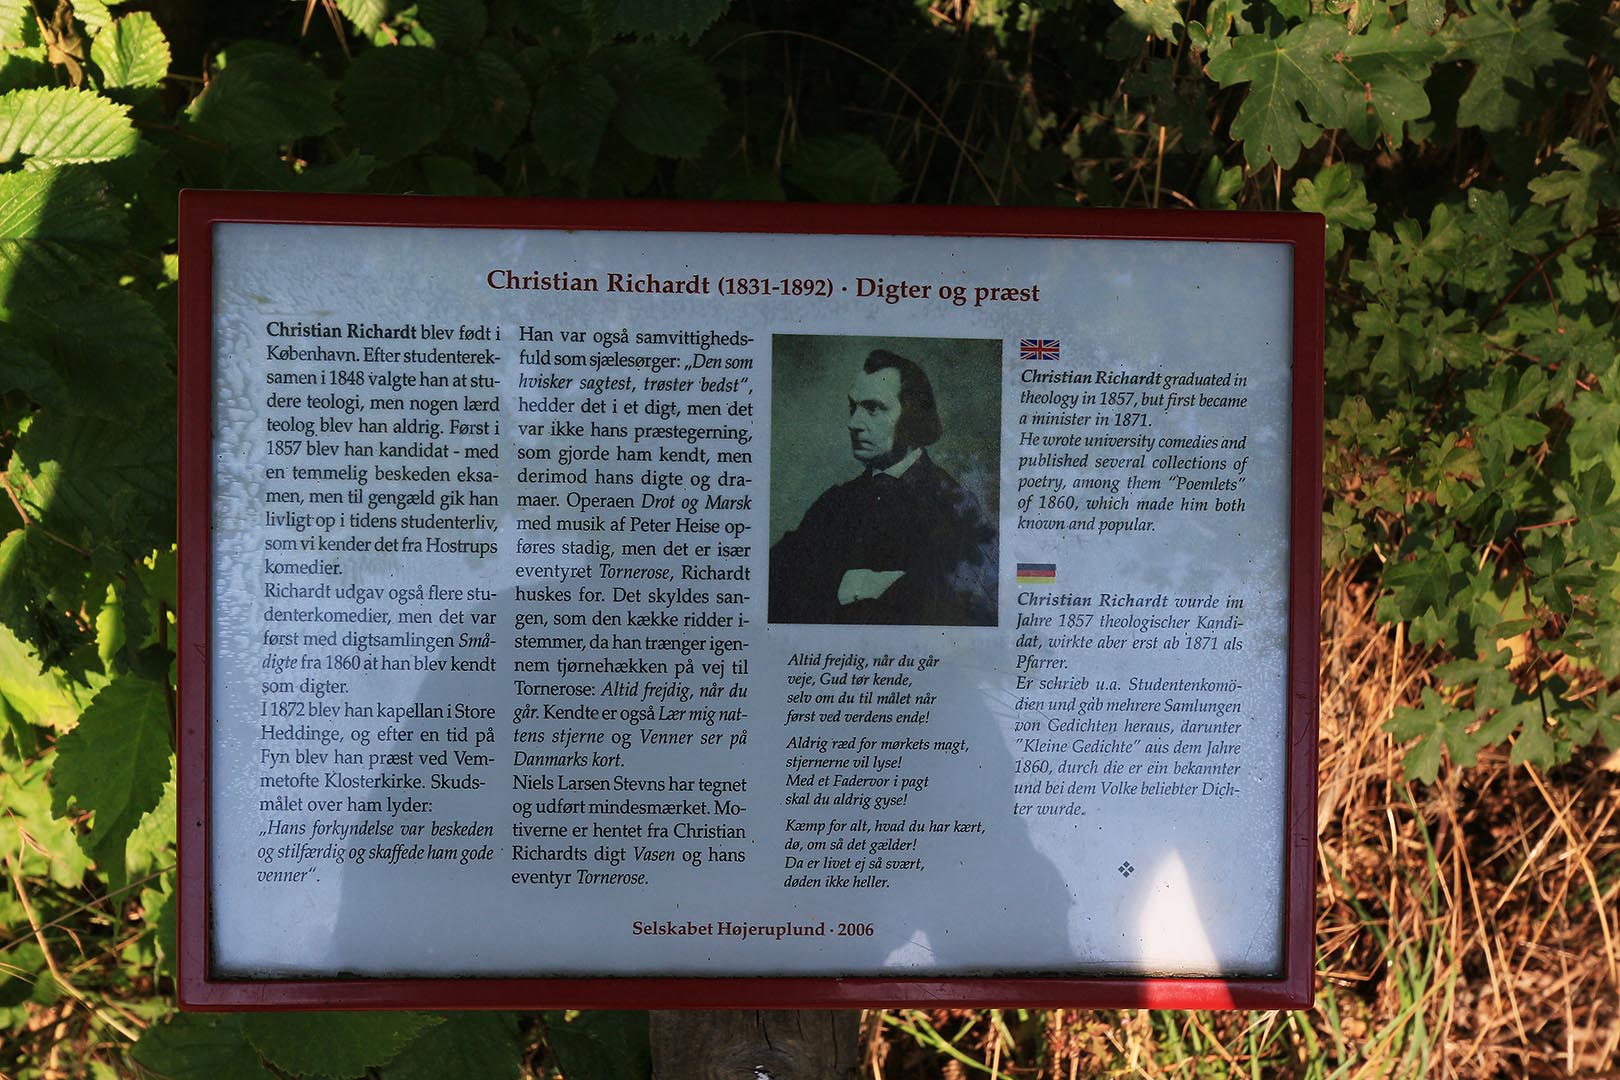 Christian Richardt (1831-1892) · Digter og præst
Christian Richardt blev født i
København. Efter studenterek-
samen i 1848 valgte han at stu-
dere teologi, men nogen lærd
teolog blev han aldrig. Først i
1857 blev han kandidat - med
en temmelig beskeden eksa-
men, men til gengæld gik han
livligt op i tidens studenterliv,
som vi kender det fra Hostrups
komedier.
Richardt udgav også flere stu-
denterkomedier, men det var
først med digtsamlingen Små-
digte fra 1860 at han blev kendt
som digter.
I 1872 blev han kapellan i Store
Heddinge, og efter en tid på
Fyn blev han præst ved Vem-
metofte Klosterkirke. Skuds-
målet over ham lyder:
„Hans forkyndelse var beskeden
og stilfærdig og skaffede ham gode
venner“.
Han var også samvittigheds-
fuld som sjælesørger: „Den som
hvisker sagtest, trøster bedst“,
hedder det i et digt, men det
var ikke hans præstegerning,
som gjorde ham kendt, men
derimod hans digte og dra-
maer. Operaen Drot og Marsk
med musik af Peter Heise op-
føres stadig, men det er især
eventyret Tornerose, Richardt
huskes for. Det skyldes san-
gen, som den kække ridder i-
stemmer, da han trænger igen-
nem tjørnehækken på vej til
Tornerose: Altid frejdig, når du
går. Kendte er også Lær mig nat-
tens stjerne og Venner ser på
Danmarks kort.
Niels Larsen Stevns har tegnet
og udført mindesmærket. Mo-
tiverne er hentet fra Christian
Richardts digt Vasen og hans
eventyr Tornerose.
Altid frejdig, når du går
veje, Gud tør kende,
selv om du til målet når
først ved verdens ende!
Aldrig ræd for mørkets magt,
stjernerne vil lyse!
Med et Fadervor i pagt
skal du aldrig gyse!
Kæmp for alt, hvad du har kært,
dø, om så det gælder!
Da er livet ej så svært,
døden ikke heller.
Christian Richardt graduated in
theology in 1857, but first became
a minister in 1871.
He wrote university comedies and
published several collections of
poetry, among them “Poemlets”
of 1860, which made him both
known and popular.
Christian Richardt wurde im
Jahre 1857 theologischer Kandi-
dat, wirkte aber erst ab 1871 als
Pfarrer.
Er schrieb u.a. Studentenkomö-
dien und gab mehrere Samlungen
von Gedichten heraus, darunter
”Kleine Gedichte” aus dem Jahre
1860, durch die er ein bekannter
und bei dem Volke beliebter Dich-
ter wurde.
Selskabet Højeruplund · 2006